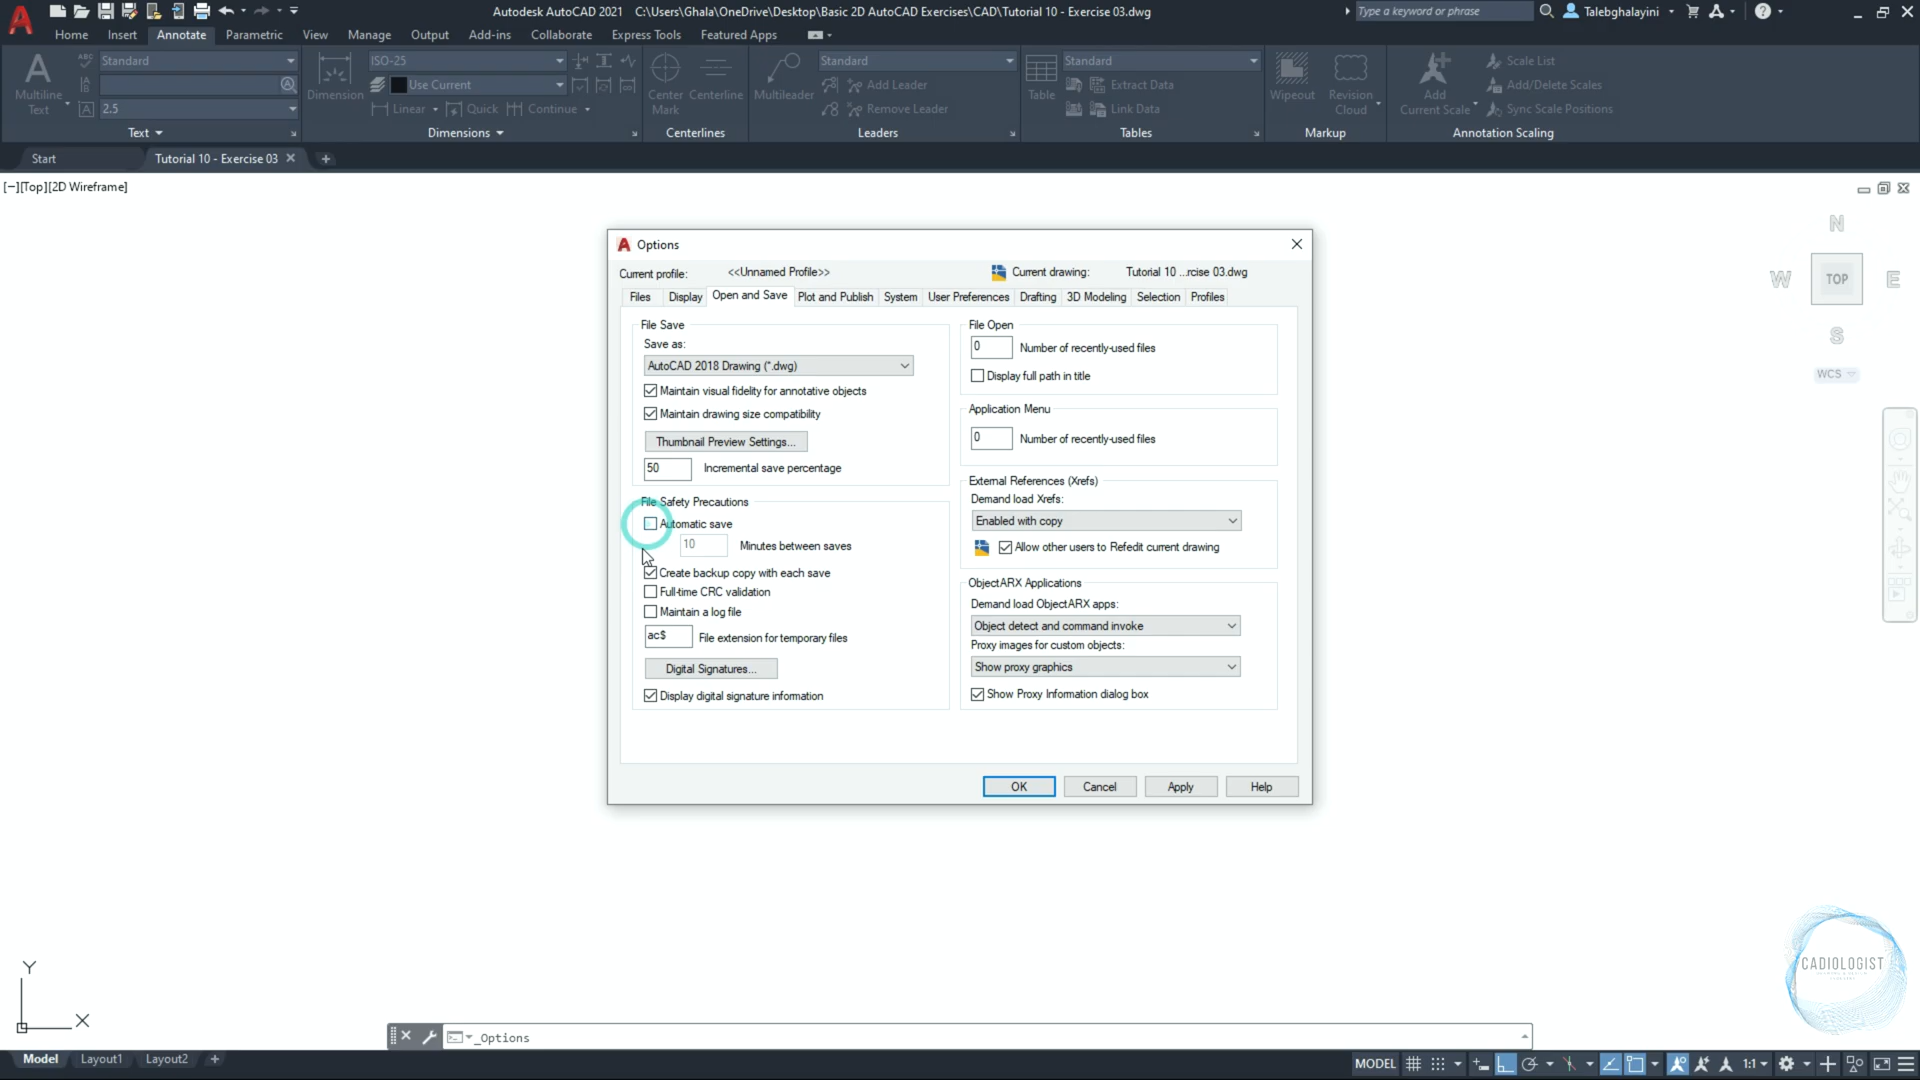 Autodesk AutoCAD 2021 C:\Users\Ghala\OneDrive\Desktop\Basic 2D AutoCAD Exercises\CAD\Tutorial 10 - Exercise 03.dwg
Type a keyword or phrase
Talebghalayini
Home Insert Annotate Parametric View Manage Output Add-ins Collaborate Express Tools Featured Apps
Multiline Text
Standard
2.5
Text
Dimension
ISO-25
Use Current
Linear Quick Continue
Dimensions
Center Mark
Centerline
Centerlines
Multileader
Standard
Add Leader
Remove Leader
Leaders
Table
Standard
Extract Data
Link Data
Tables
Wipeout
Revision Cloud
Markup
Add Current Scale
Scale List
Add/Delete Scales
Sync Scale Positions
Annotation Scaling
Start
Tutorial 10 - Exercise 03
[−][Top][2D Wireframe]
N
W
TOP
E
S
WCS
Options
Current profile: <<Unnamed Profile>>
Current drawing: Tutorial 10 ...rcise 03.dwg
Files Display Open and Save Plot and Publish System User Preferences Drafting 3D Modeling Selection Profiles
File Save
Save as:
AutoCAD 2018 Drawing (*.dwg)
Maintain visual fidelity for annotative objects
Maintain drawing size compatibility
Thumbnail Preview Settings...
50 Incremental save percentage
File Safety Precautions
Automatic save
10 Minutes between saves
Create backup copy with each save
Full-time CRC validation
Maintain a log file
ac$ File extension for temporary files
Digital Signatures...
Display digital signature information
File Open
0 Number of recently-used files
Display full path in title
Application Menu
0 Number of recently-used files
External References (Xrefs)
Demand load Xrefs:
Enabled with copy
Allow other users to Refedit current drawing
ObjectARX Applications
Demand load ObjectARX apps:
Object detect and command invoke
Proxy images for custom objects:
Show proxy graphics
Show Proxy Information dialog box
OK Cancel Apply Help
Y
X
CADIOLOGIST
_Options
Model Layout1 Layout2
MODEL
1:1